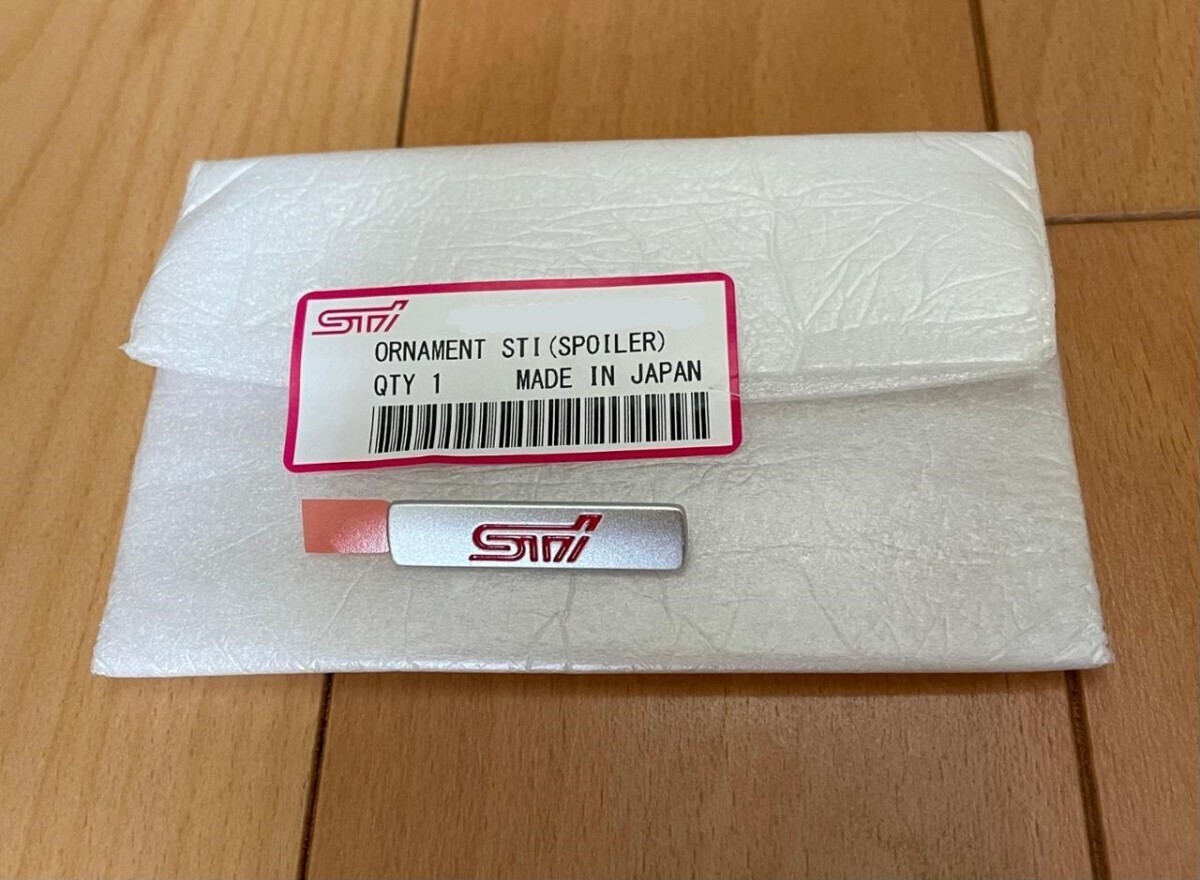 STI
ORNAMENT STI(SPOILER)
QTY 1 MADE IN JAPAN
STI